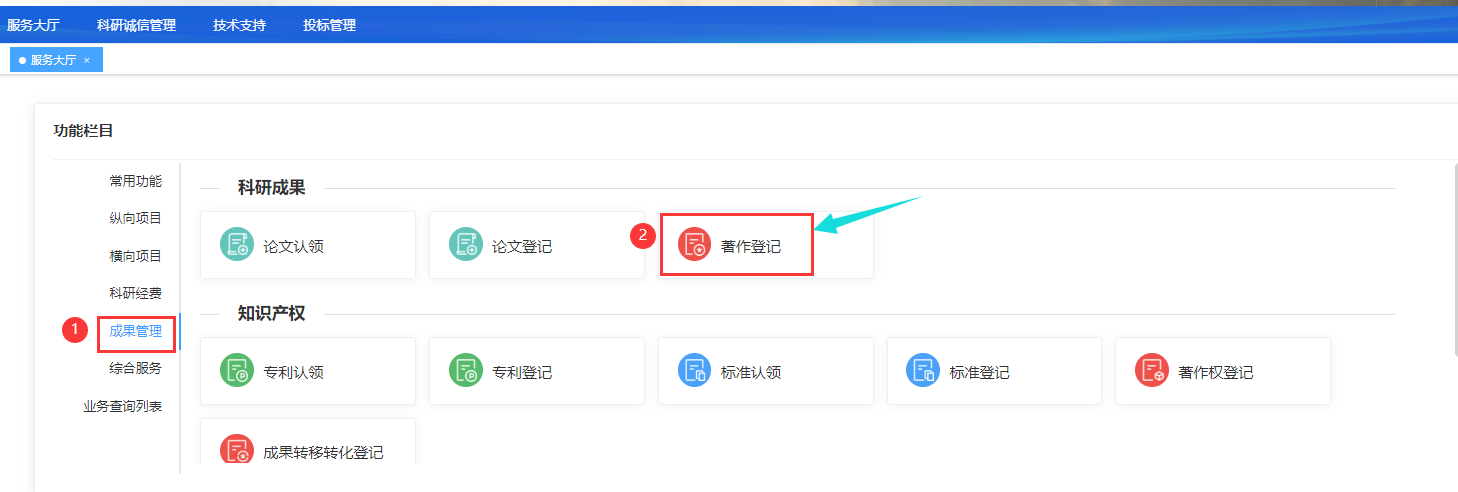 服务大厅 科研诚信管理 技术支持 投标管理
服务大厅 ×
功能栏目
常用功能
纵向项目
横向项目
科研经费
1 成果管理
综合服务
业务查询列表
科研成果
论文认领 论文登记 2 著作登记
知识产权
专利认领 专利登记 标准认领 标准登记 著作权登记
成果转移转化登记